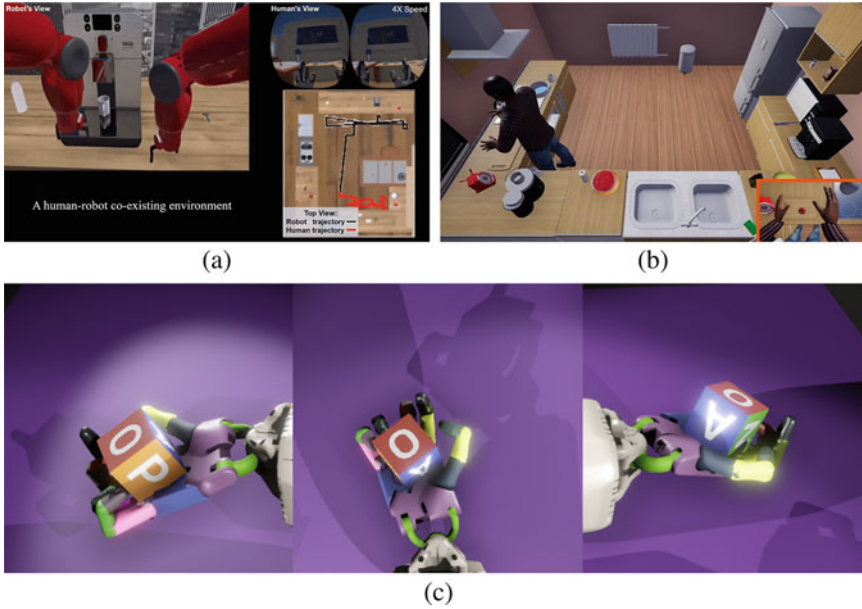 Robot's View
Human's View
4X Speed
A human-robot co-existing environment
Top View:
Robot trajectory
Human trajectory
(a)
(b)
O
P
O
A
O
A
(c)